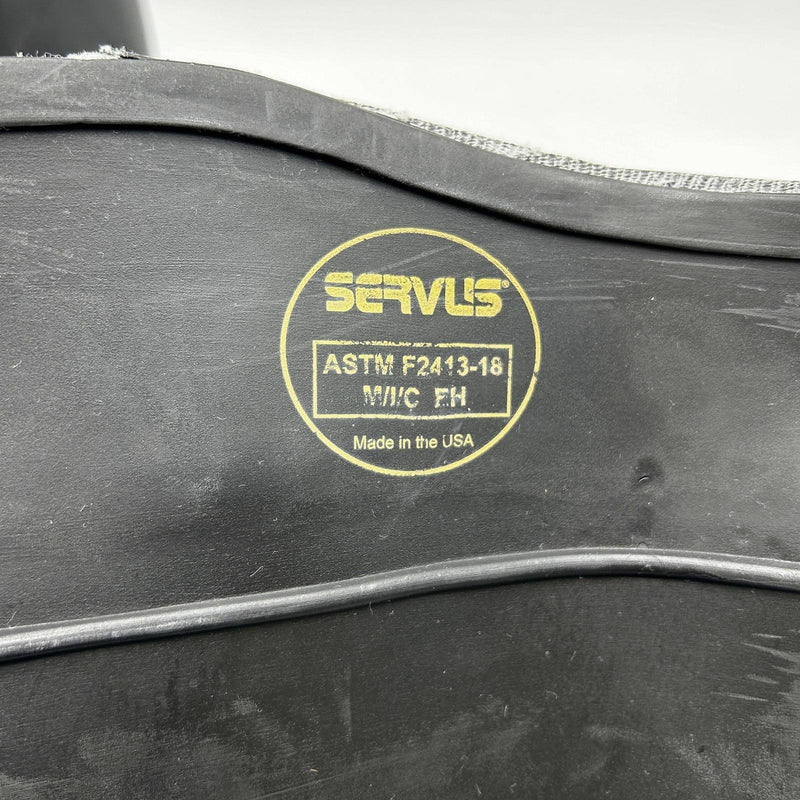 SERVUS®
ASTM F2413-18
M/I/C EH
Made in the USA